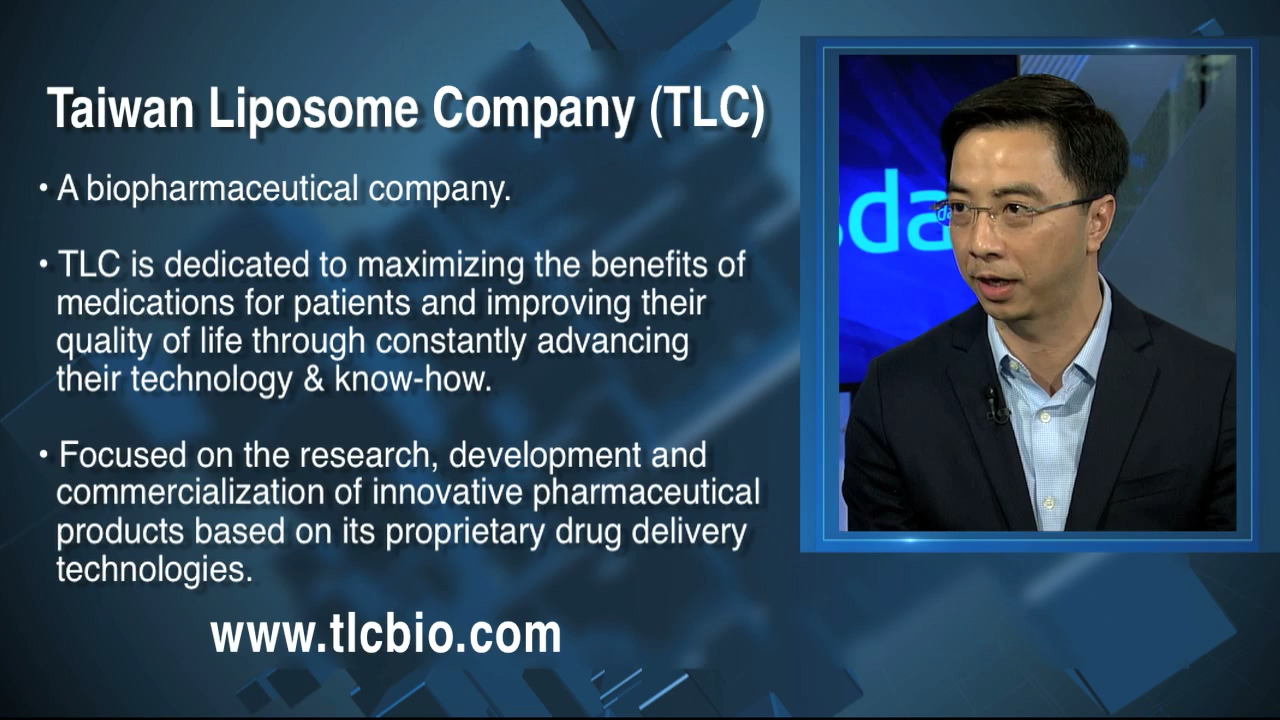 Taiwan Liposome Company (TLC)
• A biopharmaceutical company.
• TLC is dedicated to maximizing the benefits of
medications for patients and improving their
quality of life through constantly advancing
their technology & know-how.
• Focused on the research, development and
commercialization of innovative pharmaceutical
products based on its proprietary drug delivery
technologies.
www.tlcbio.com
sda
da